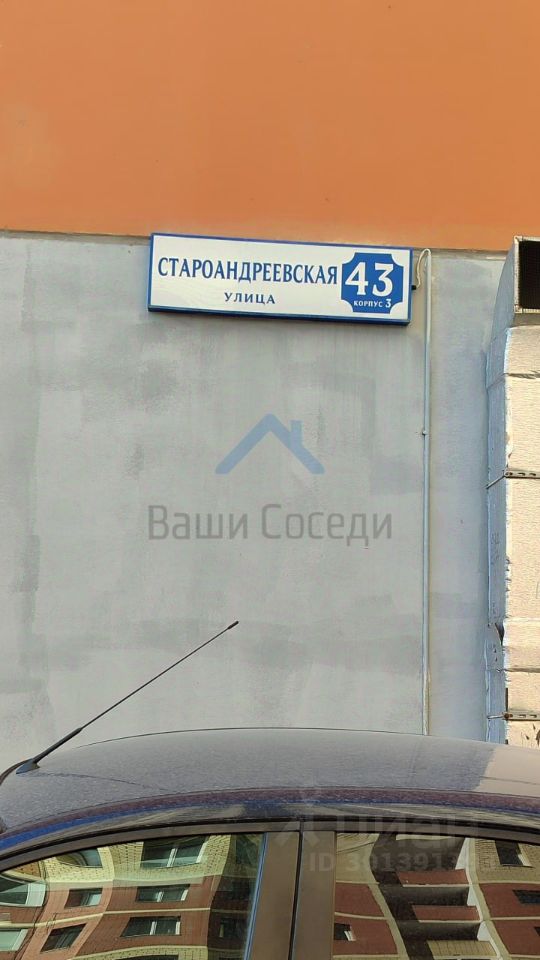 СТАРОАНДРЕЕВСКАЯ
УЛИЦА
43
КОРПУС 3
Ваши Соседи